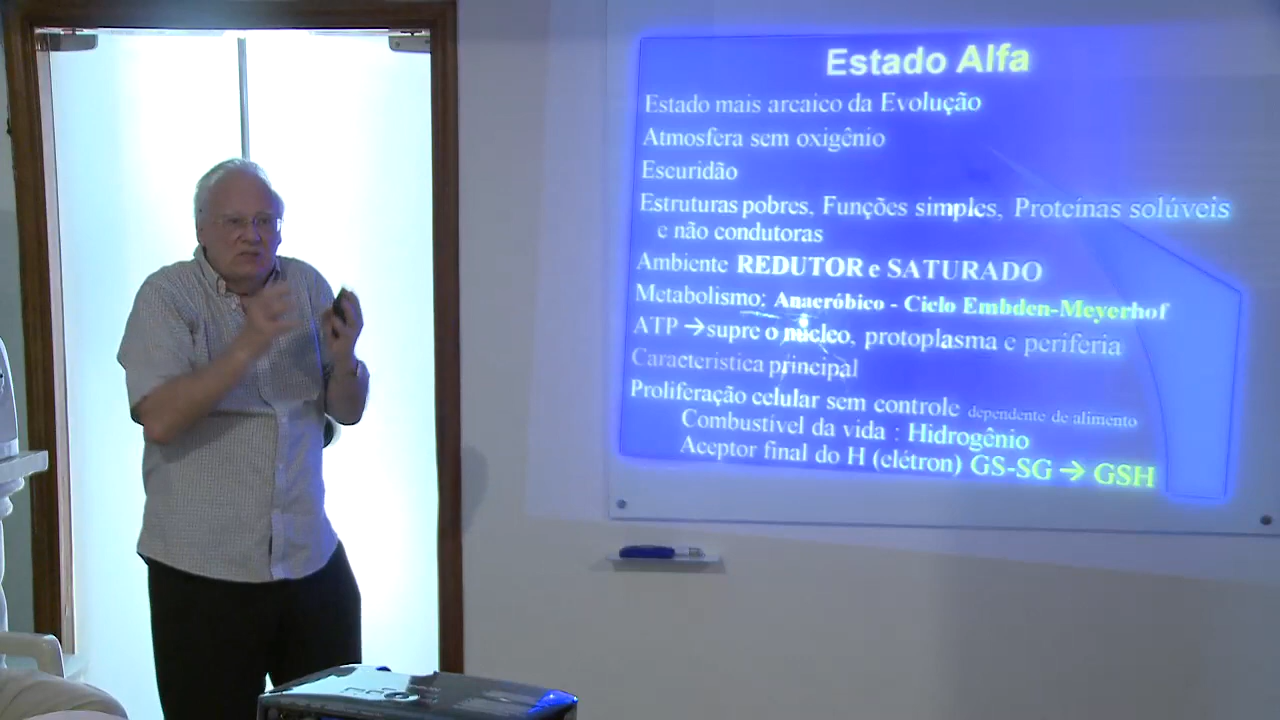 Estado Alfa
Estado mais arcaico da Evolução
Atmosfera sem oxigênio
Escuridão
Estruturas pobres, Funções simples, Proteínas solúveis
e não condutoras
Ambiente REDUTOR e SATURADO
Metabolismo: Anaeróbico - Ciclo Embden-Meyerhof
ATP → supre o núcleo, protoplasma e periferia
Característica principal
Proliferação celular sem controle dependente de alimento
Combustível da vida : Hidrogênio
Aceptor final do H (elétron) GS-SG → GSH